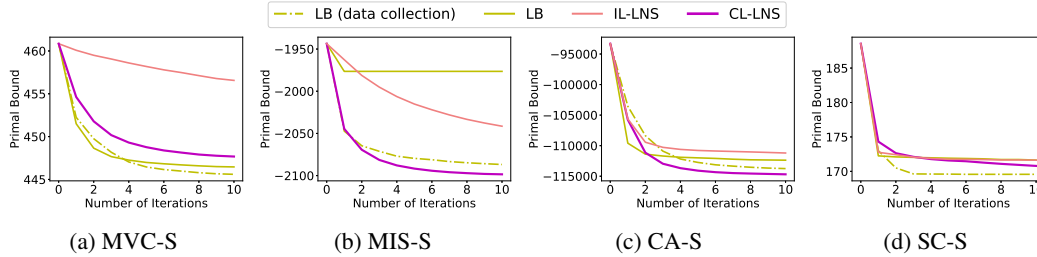 LB (data collection) LB IL-LNS CL-LNS
Primal Bound
460
455
450
445
0 2 4 6 8 10
Number of Iterations
(a) MVC-S
Primal Bound
−1950
−2000
−2050
−2100
0 2 4 6 8 10
Number of Iterations
(b) MIS-S
Primal Bound
−95000
−100000
−105000
−110000
−115000
0 2 4 6 8 10
Number of Iterations
(c) CA-S
Primal Bound
185
180
175
170
0 2 4 6 8 10
Number of Iterations
(d) SC-S